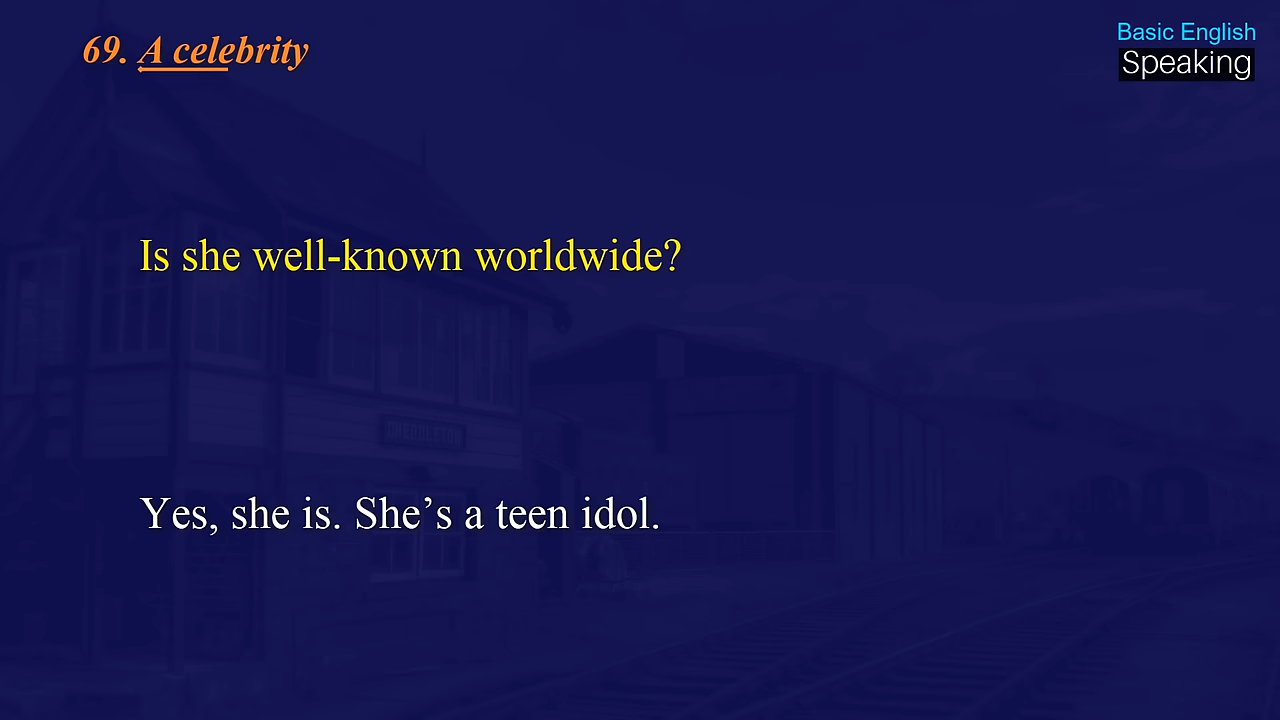 69. A celebrity
Basic English
Speaking
Is she well-known worldwide?
Yes, she is. She’s a teen idol.